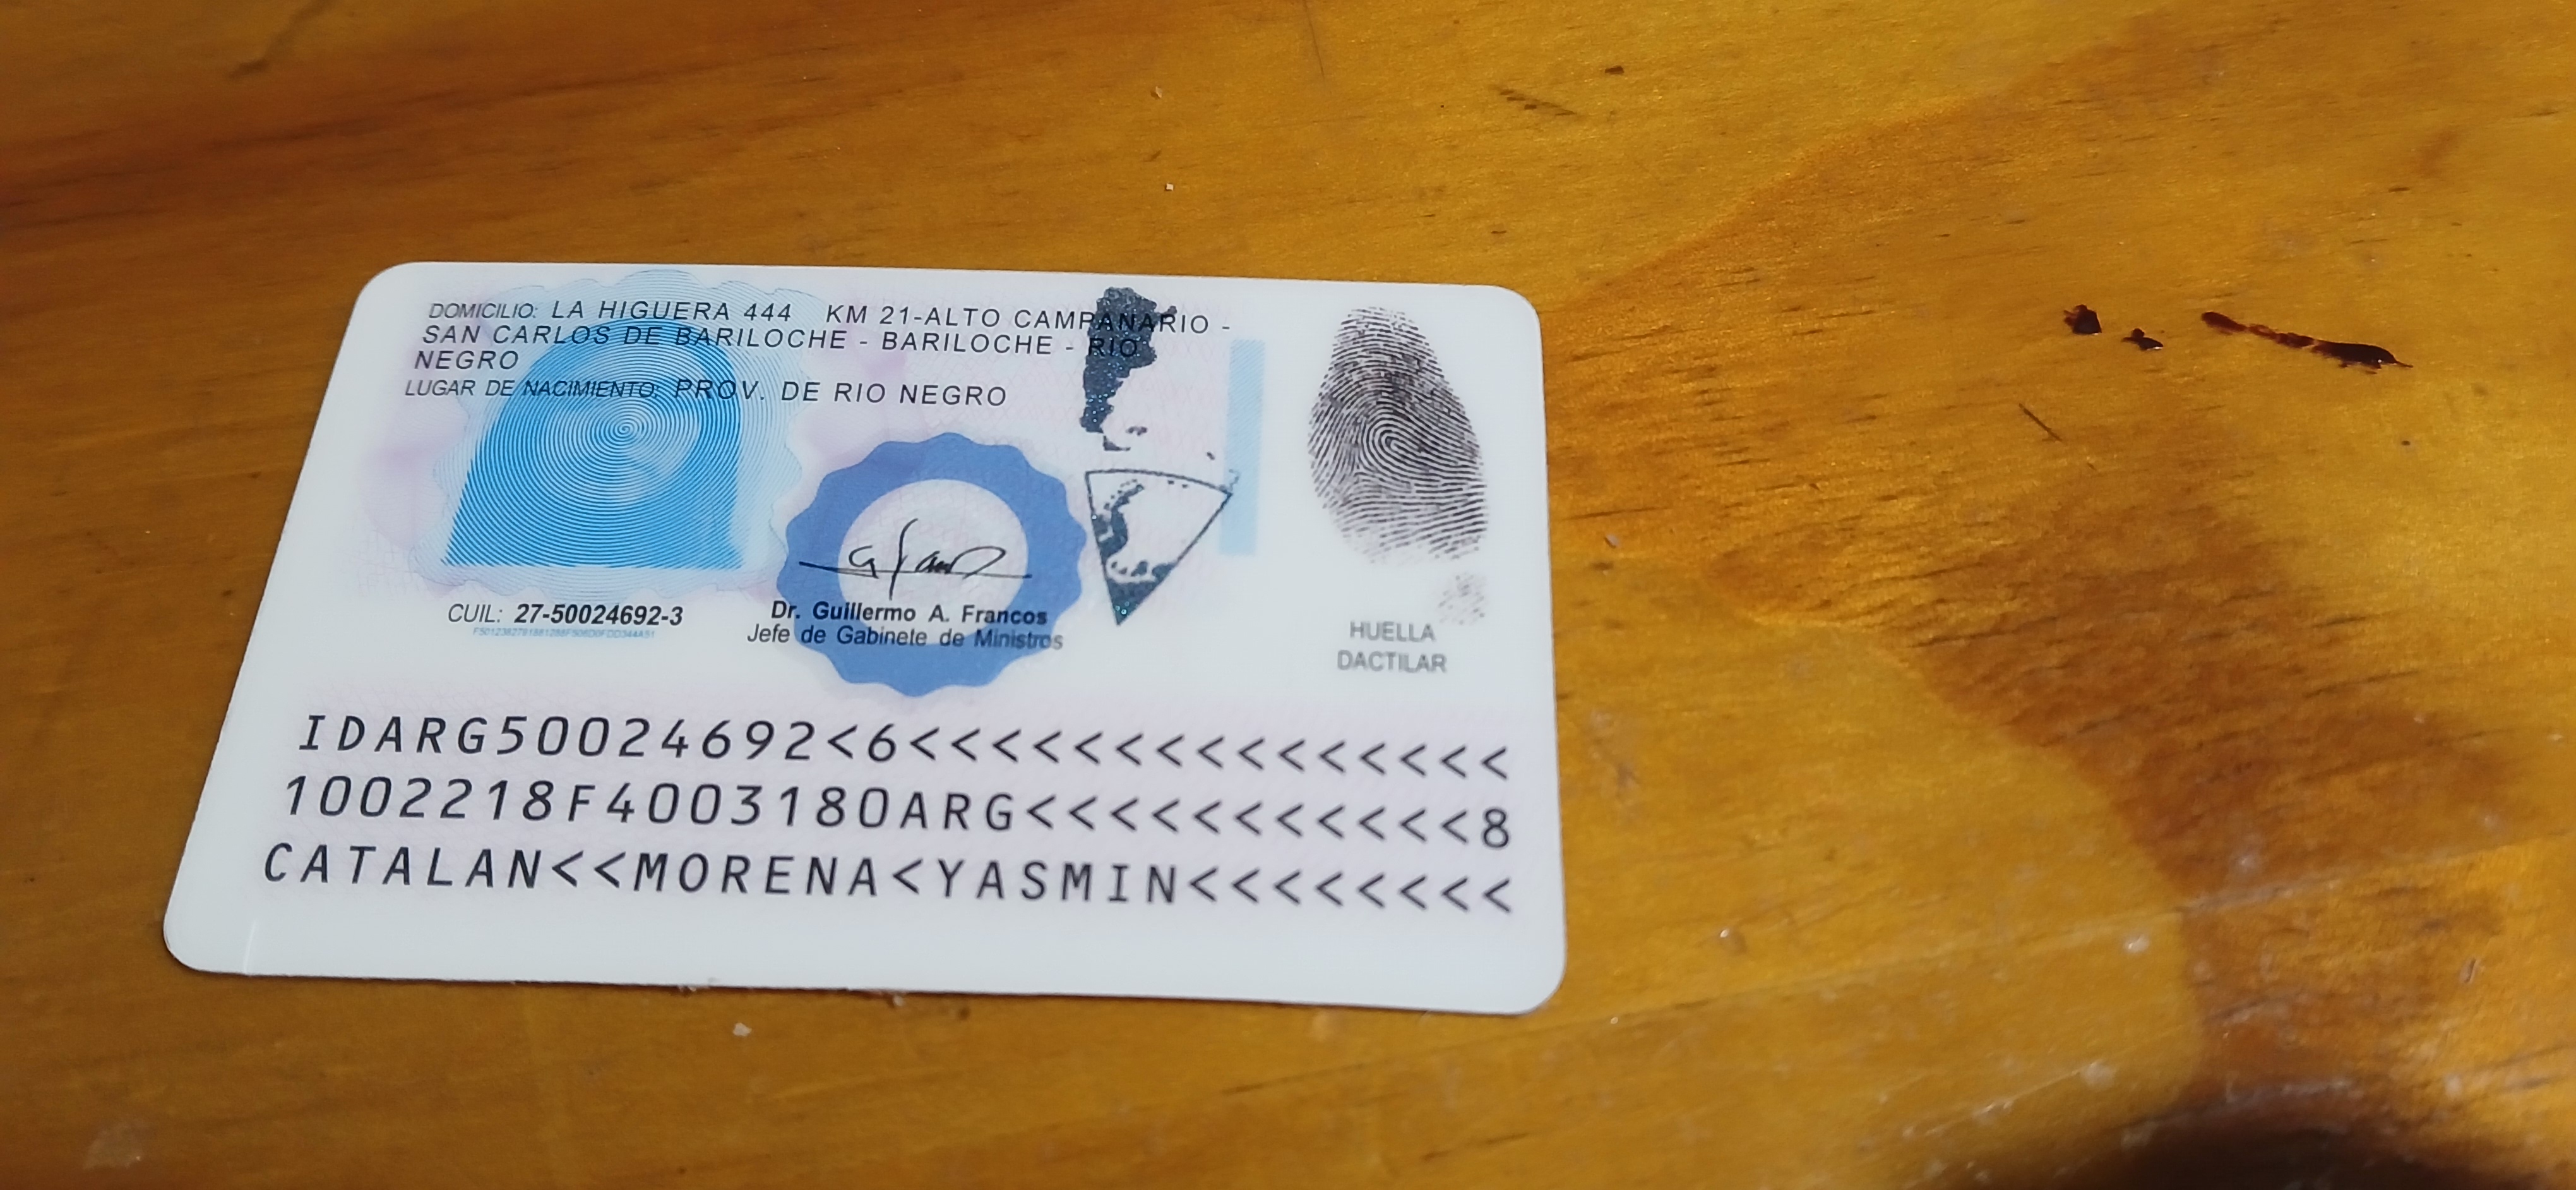 DOMICILIO: LA HIGUERA 444 KM 21-ALTO CAMPANARIO -
SAN CARLOS DE BARILOCHE - BARILOCHE - RIO
NEGRO
LUGAR DE NACIMIENTO: PROV. DE RIO NEGRO
CUIL: 27-50024692-3
Dr. Guillermo A. Francos
Jefe de Gabinete de Ministros
HUELLA
DACTILAR
IDARG50024692<6<<<<<<<<<<<<<<<
1002218F4003180ARG<<<<<<<<<<<8
CATALAN<<MORENA<YASMIN<<<<<<<<